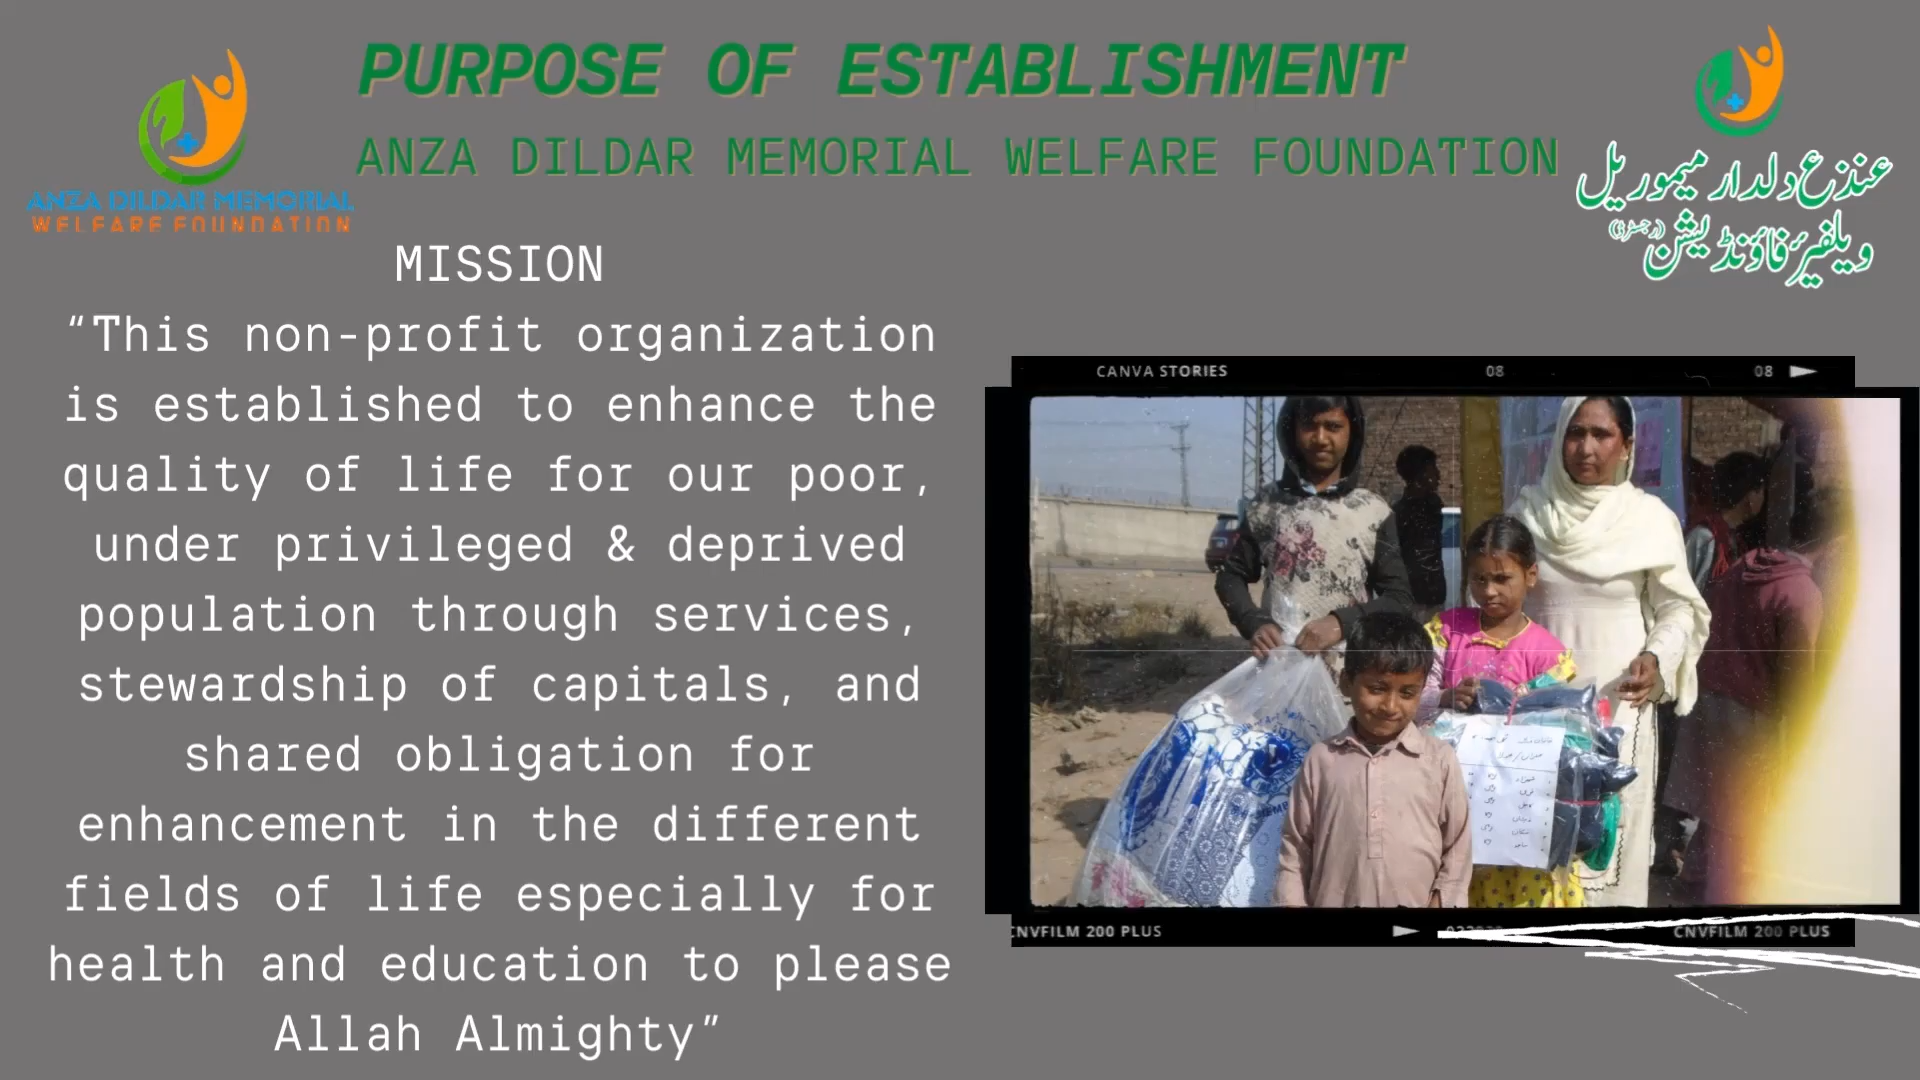 PURPOSE OF ESTABLISHMENT
ANZA DILDAR MEMORIAL WELFARE FOUNDATION
ANZA DILDAR MEMORIAL
WELFARE FOUNDATION
عنذع دلدار میموریل
ویلفیئر فاؤنڈیشن (رجسٹرڈ)
MISSION
“This non-profit organization
is established to enhance the
quality of life for our poor,
under privileged & deprived
population through services,
stewardship of capitals, and
shared obligation for
enhancement in the different
fields of life especially for
health and education to please
Allah Almighty”
CANVA STORIES 08 08
CNVFILM 200 PLUS CNVFILM 200 PLUS